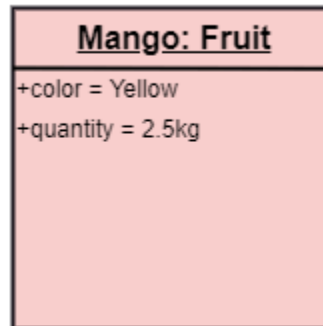 Mango: Fruit
+color = Yellow
+quantity = 2.5kg